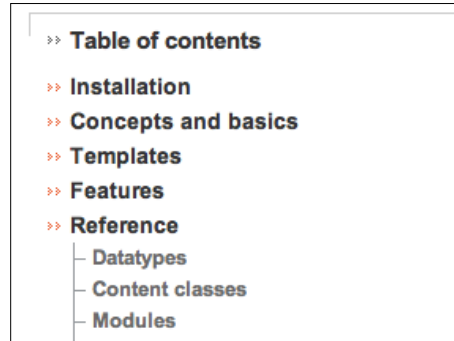 Table of contents
Installation
Concepts and basics
Templates
Features
Reference
Datatypes
Content classes
Modules